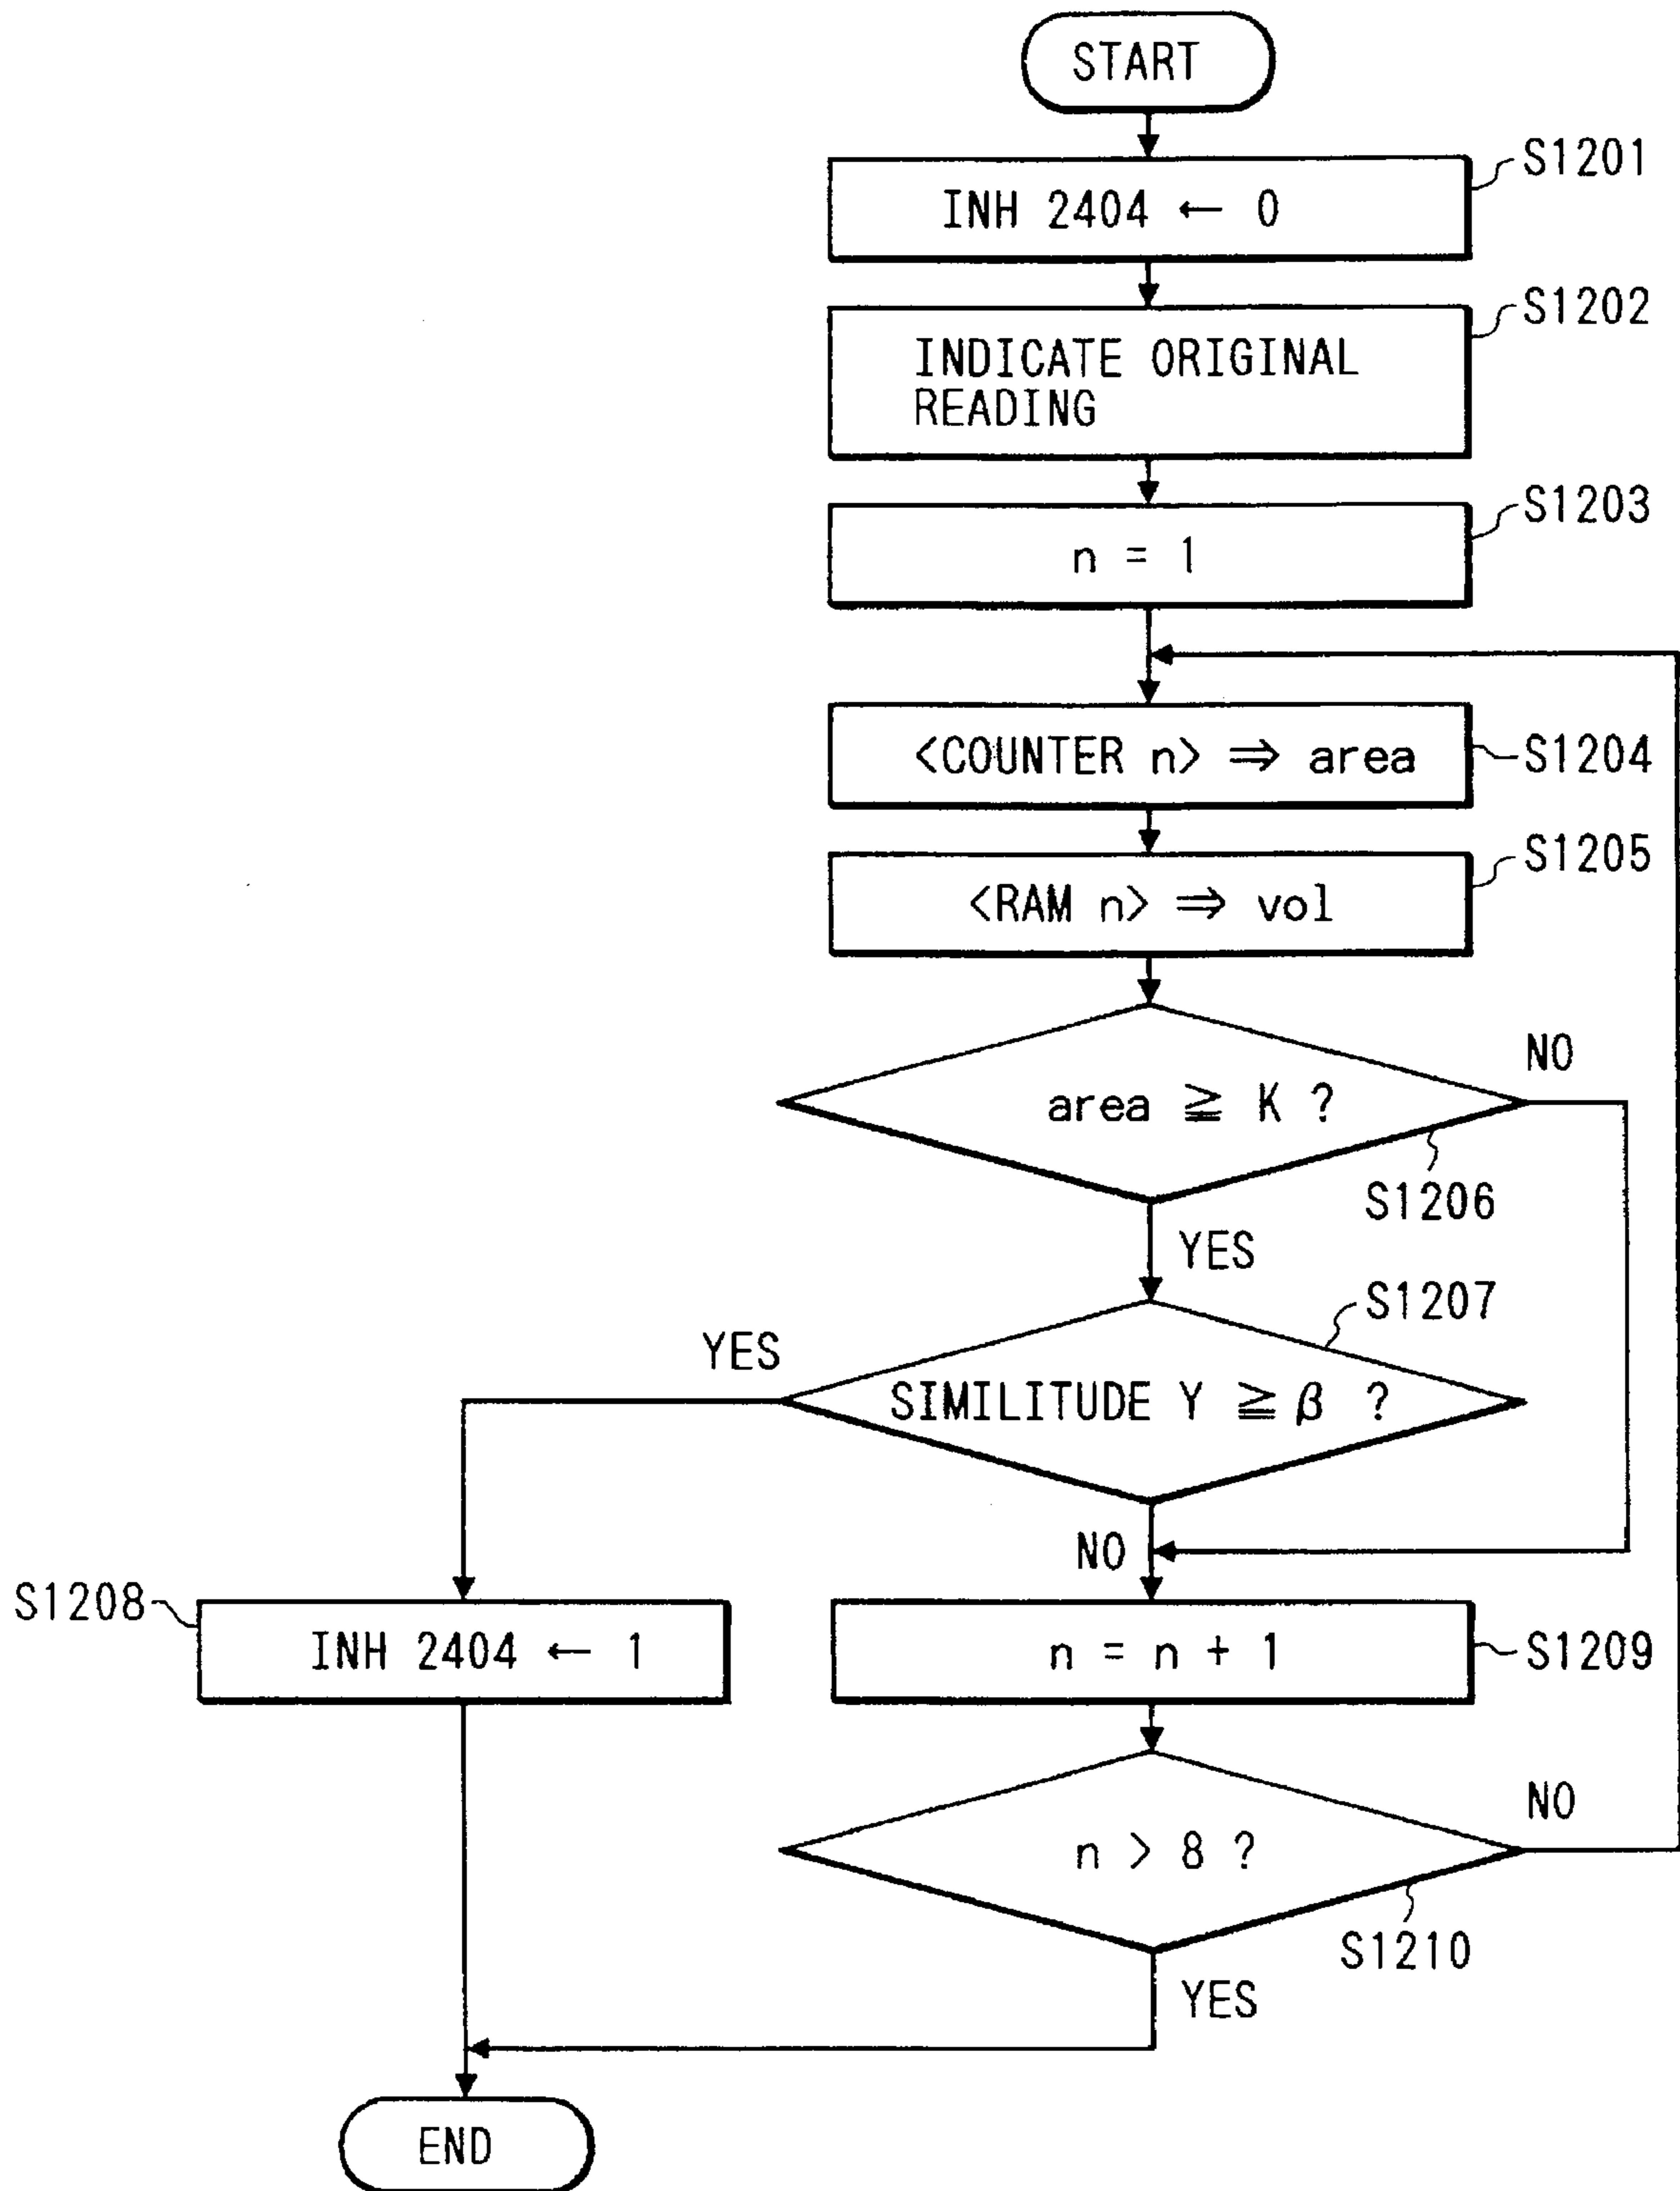 START
S1201
INH 2404 ← 0
S1202
INDICATE ORIGINAL
READING
S1203
n = 1
<COUNTER n> ⇒ area
S1204
S1205
<RAM n> ⇒ vol
NO
area ≧ K ?
S1206
YES
S1207
YES
SIMILITUDE Y ≧ β ?
NO
S1208
INH 2404 ← 1
n = n + 1
S1209
NO
n > 8 ?
S1210
YES
END